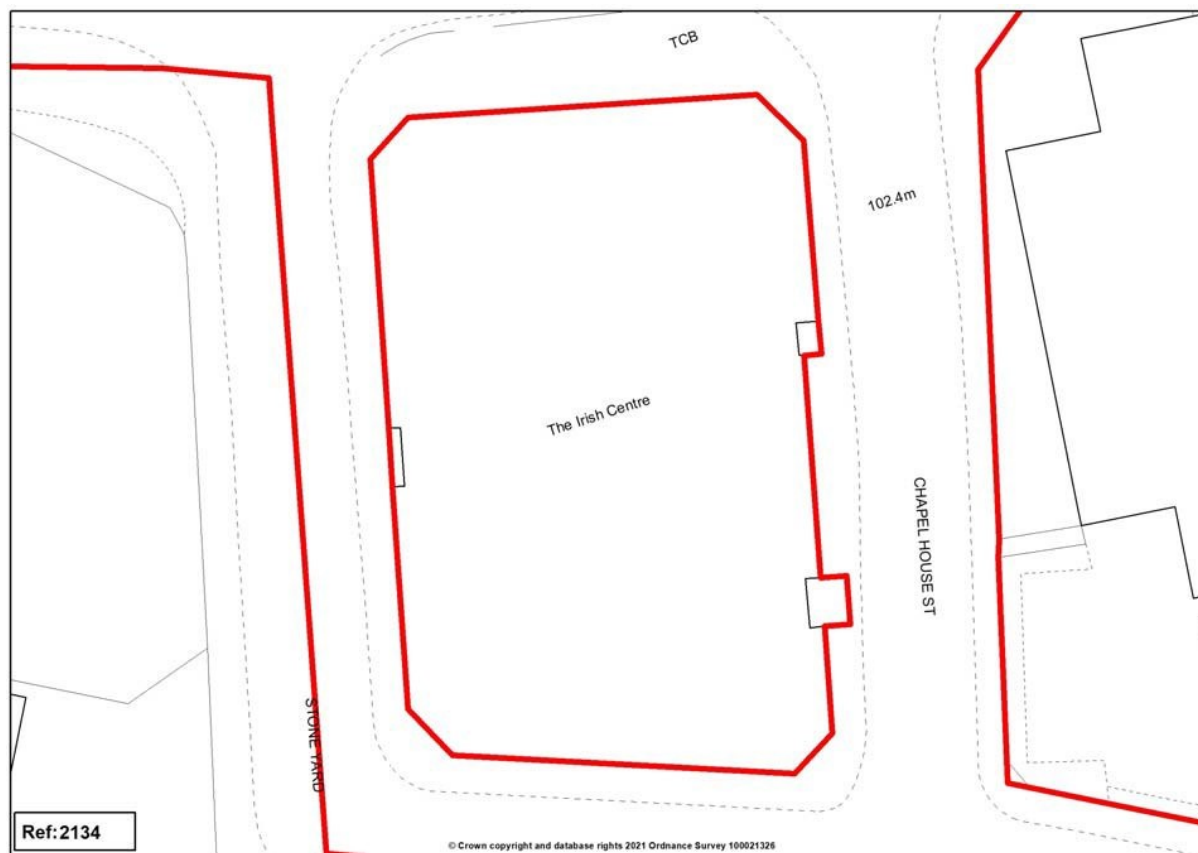 TCB
102.4m
The Irish Centre
CHAPEL HOUSE ST
STONE YARD
Ref:2134
© Crown copyright and database rights 2021 Ordnance Survey 100021326